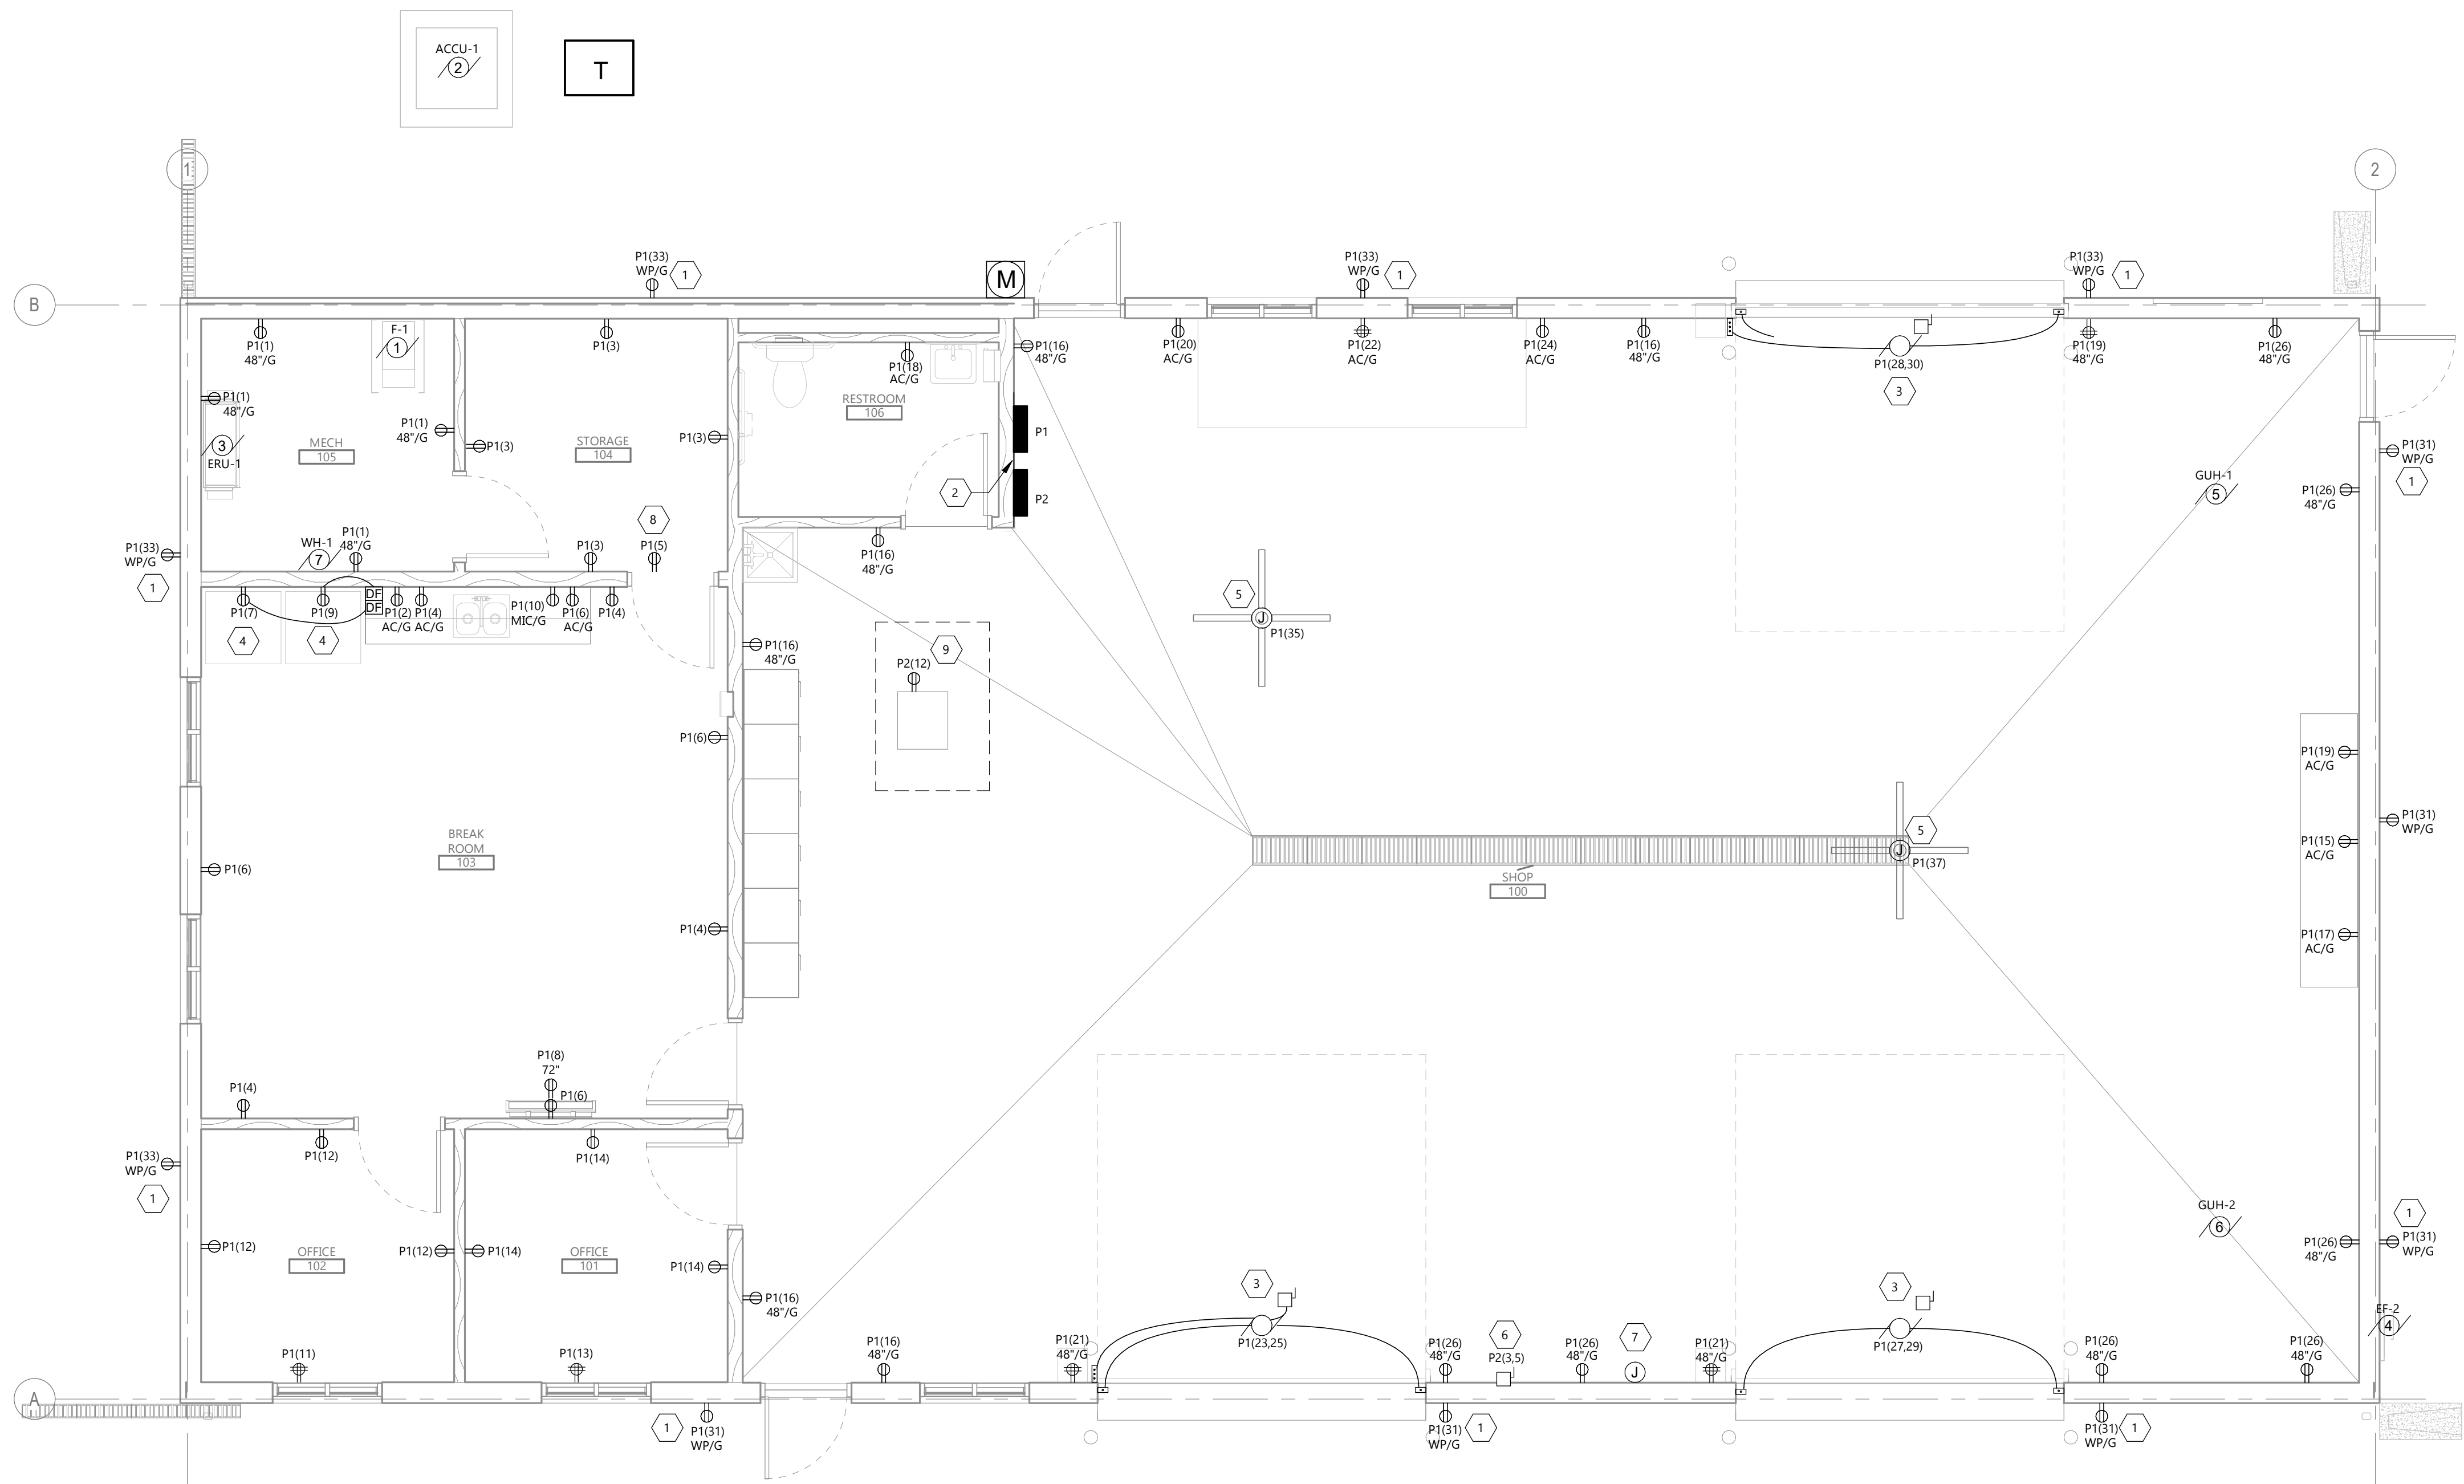 ACCU-1
2
T
1
2
P1(33)
WP/G
1
M
P1(33)
WP/G
1
P1(33)
WP/G
1
B
F-1
1
P1(1)
48"/G
P1(3)
P1(18)
AC/G
P1(16)
48"/G
P1(20)
AC/G
P1(22)
AC/G
P1(24)
AC/G
P1(16)
48"/G
P1(28,30)
3
P1(19)
48"/G
P1(26)
48"/G
P1(1)
48"/G
3
ERU-1
MECH
105
P1(1)
48"/G
P1(3)
STORAGE
104
P1(3)
RESTROOM
106
P1
2
P2
P1(31)
WP/G
1
GUH-1
5
P1(26)
48"/G
P1(33)
WP/G
1
WH-1
7
P1(1)
48"/G
P1(3)
8
P1(5)
P1(16)
48"/G
P1(7)
4
P1(9)
4
DF
DF
P1(2)
AC/G
P1(4)
AC/G
P1(10)
MIC/G
P1(6)
AC/G
P1(4)
5
J
P1(35)
P1(16)
48"/G
9
P2(12)
P1(6)
P1(19)
AC/G
P1(31)
WP/G
P1(15)
AC/G
P1(17)
AC/G
BREAK
ROOM
103
P1(6)
5
J
P1(37)
SHOP
100
P1(4)
P1(8)
72"
P1(6)
P1(4)
P1(12)
P1(14)
P1(33)
WP/G
1
P1(12)
OFFICE
102
P1(12)
P1(14)
OFFICE
101
P1(14)
P1(16)
48"/G
GUH-2
6
P1(26)
48"/G
1
P1(31)
WP/G
EF-2
4
3
P1(23,25)
3
P1(27,29)
P1(11)
P1(13)
P1(16)
48"/G
P1(21)
48"/G
P1(26)
48"/G
6
P2(3,5)
P1(26)
48"/G
7
J
P1(21)
48"/G
P1(26)
48"/G
P1(26)
48"/G
A
1
P1(31)
WP/G
P1(31)
WP/G
1
P1(31)
WP/G
1